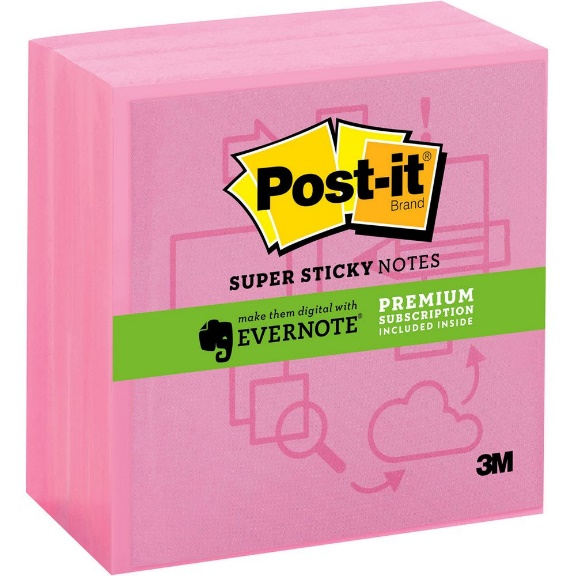 Post-it®
Brand
SUPER STICKY NOTES
make them digital with
EVERNOTE®
PREMIUM
SUBSCRIPTION
INCLUDED INSIDE
3M